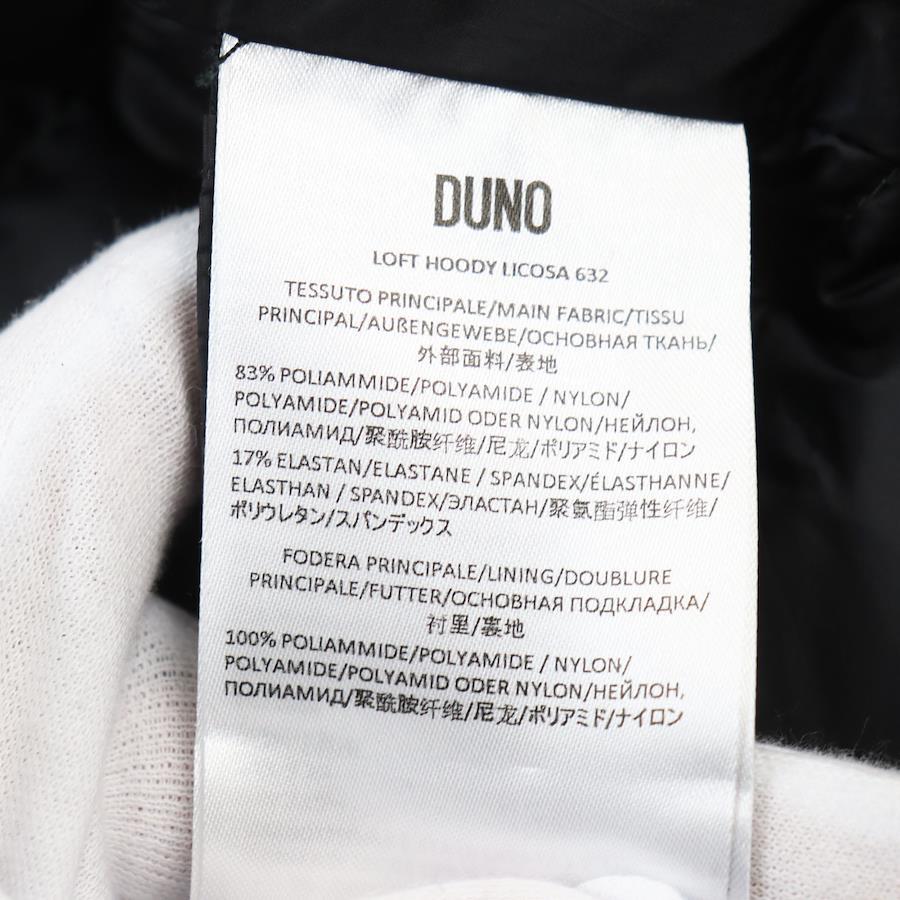 DUNO
LOFT HOODY LICOSA 632
TESSUTO PRINCIPALE/MAIN FABRIC/TISSU
PRINCIPAL/AUßENGEWEBE/ОСНОВНАЯ ТКАНЬ/
外部面料/表地
83% POLIAMMIDE/POLYAMIDE / NYLON/
POLYAMIDE/POLYAMID ODER NYLON/НЕЙЛОН,
ПОЛИАМИД/聚酰胺纤维/尼龙/ポリアミド/ナイロン
17% ELASTAN/ELASTANE / SPANDEX/ÉLASTHANNE/
ELASTHAN / SPANDEX/ЭЛАСТАН/聚氨酯弹性纤维/
ポリウレタン/スパンデックス
FODERA PRINCIPALE/LINING/DOUBLURE
PRINCIPALE/FUTTER/ОСНОВНАЯ ПОДКЛАДКА/
衬里/裏地
100% POLIAMMIDE/POLYAMIDE / NYLON/
POLYAMIDE/POLYAMID ODER NYLON/НЕЙЛОН,
ПОЛИАМИД/聚酰胺纤维/尼龙/ポリアミド/ナイロン